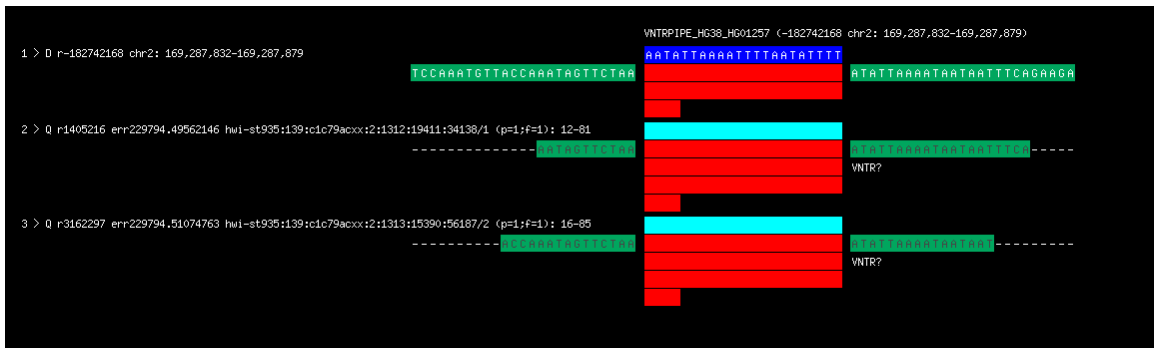 VNTRPIPE_HG38_HG01257 (-182742168 chr2: 169,287,832-169,287,879)
1 > D r-182742168 chr2: 169,287,832-169,287,879
AATATTAAAATTTTAATATTTT
TCCAAATGTTACCAAATAGTTCTAA ATATTAAAATAATAATTTCAGAAGA
2 > Q r1405216 err229794.49562146 hwi-st935:139:c1c79acxx:2:1312:19411:34138/1 (p=1;f=1): 12-81
--------------AATAGTTCTAA ATATTAAAATAATAATTTCA-----
VNTR?
3 > Q r3162297 err229794.51074763 hwi-st935:139:c1c79acxx:2:1313:15390:56187/2 (p=1;f=1): 16-85
----------ACCAAATAGTTCTAA ATATTAAAATAATAAT---------
VNTR?